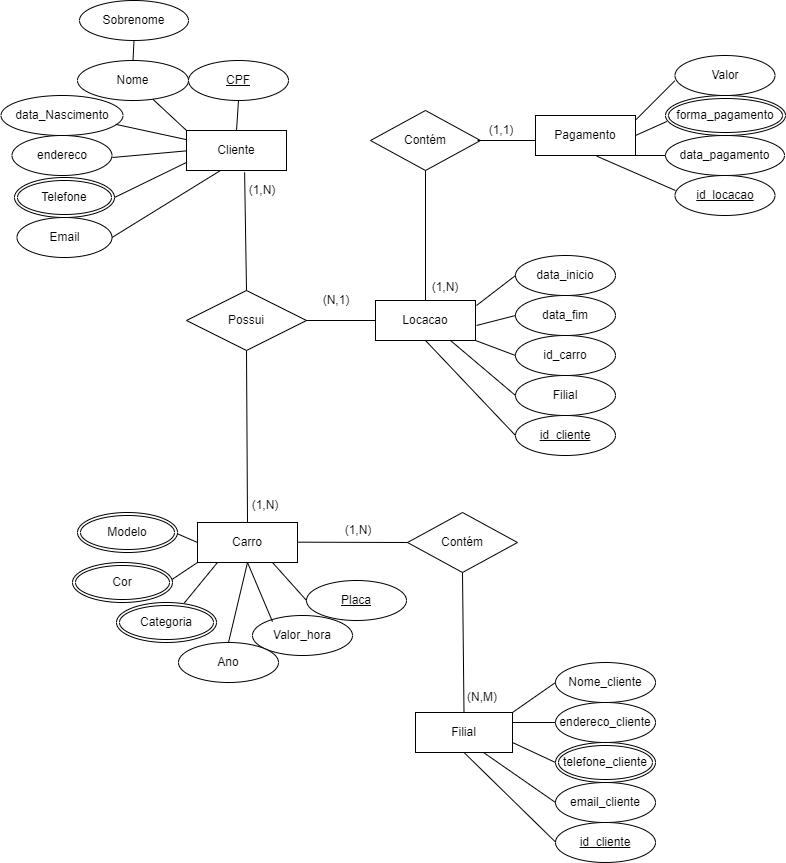 Sobrenome
Nome
CPF
data_Nascimento
endereco
Telefone
Email
Cliente
(1,N)
Contém
(1,1)
Pagamento
Valor
forma_pagamento
data_pagamento
id_locacao
Possui
(N,1)
(1,N)
Locacao
data_inicio
data_fim
id_carro
Filial
id_cliente
(1,N)
Modelo
Carro
(1,N)
Contém
Cor
Categoria
Placa
Valor_hora
Ano
(N,M)
Filial
Nome_cliente
endereco_cliente
telefone_cliente
email_cliente
id_cliente